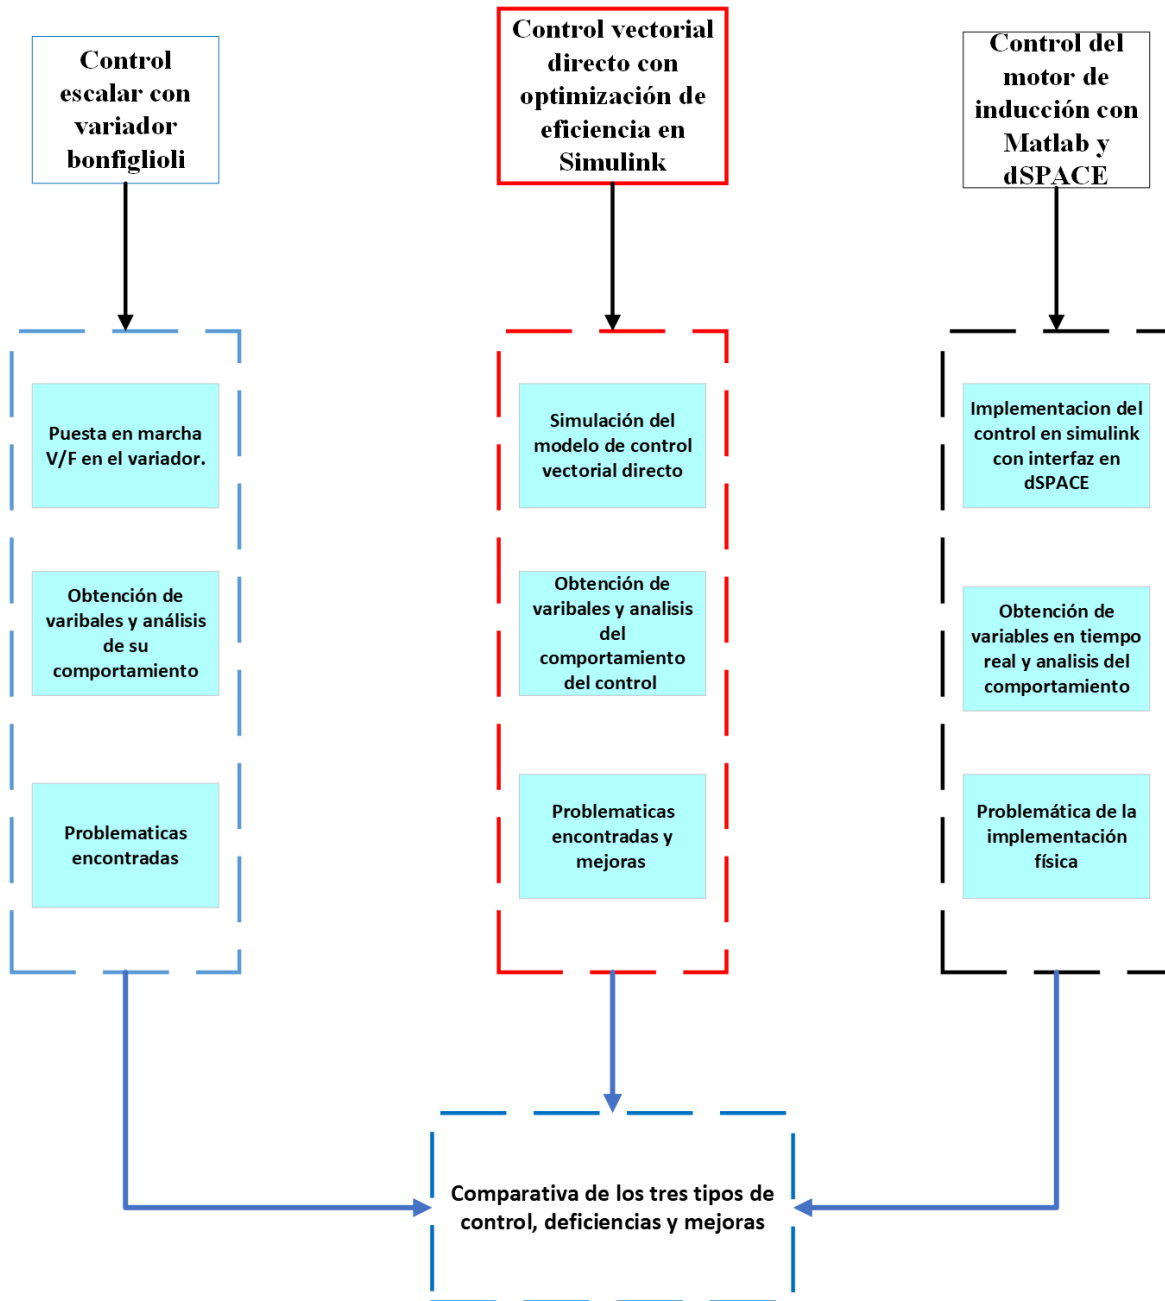 Control
escalar con
variador
bonfiglioli
Control vectorial
directo con
optimización de
eficiencia en
Simulink
Control del
motor de
inducción con
Matlab y
dSPACE
Puesta en marcha
V/F en el variador.
Obtención de
varibales y análisis
de su
comportamiento
Problematicas
encontradas
Simulación del
modelo de control
vectorial directo
Obtención de
varibales y analisis
del
comportamiento
del control
Problematicas
encontradas y
mejoras
Implementacion del
control en simulink
con interfaz en
dSPACE
Obtención de
variables en tiempo
real y analisis del
comportamiento
Problemática de la
implementación
física
Comparativa de los tres tipos de
control, deficiencias y mejoras